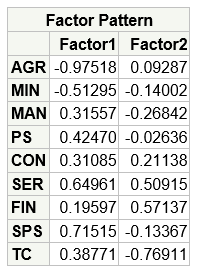 Factor Pattern
Factor1 Factor2
AGR -0.97518 0.09287
MIN -0.51295 -0.14002
MAN 0.31557 -0.26842
PS 0.42470 -0.02636
CON 0.31085 0.21138
SER 0.64961 0.50915
FIN 0.19597 0.57137
SPS 0.71515 -0.13367
TC 0.38771 -0.76911